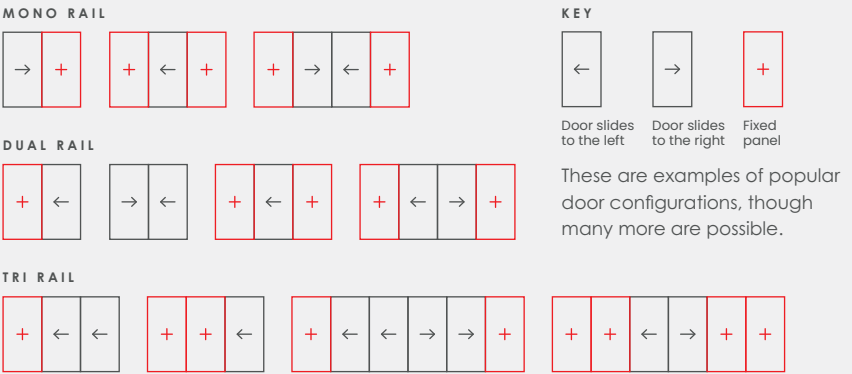 MONO RAIL
→ +
+ ← +
+ → ← +
DUAL RAIL
+ ←
→ ←
+ ← +
+ ← → +
TRI RAIL
+ ← ←
+ + ←
+ ← ← → → +
+ + ← → + +
KEY
← → +
Door slides
to the left
Door slides
to the right
Fixed
panel
These are examples of popular
door configurations, though
many more are possible.